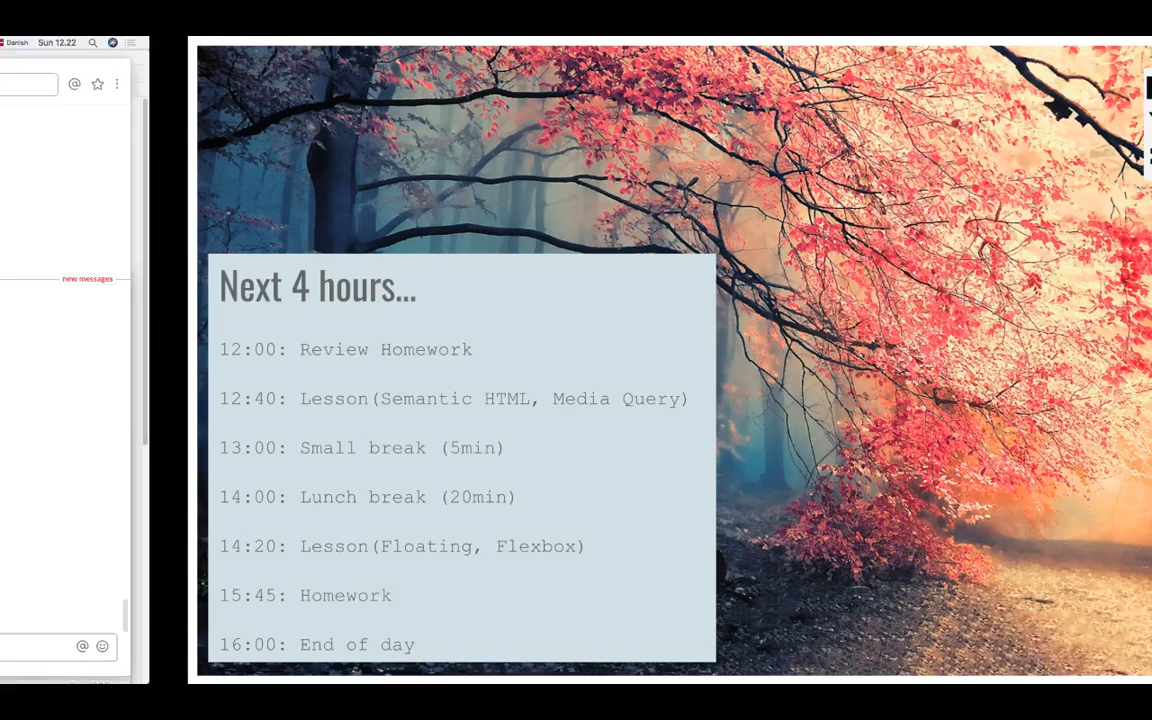 Danish Sun 12.22
new messages
Next 4 hours...
12:00: Review Homework
12:40: Lesson(Semantic HTML, Media Query)
13:00: Small break (5min)
14:00: Lunch break (20min)
14:20: Lesson(Floating, Flexbox)
15:45: Homework
16:00: End of day